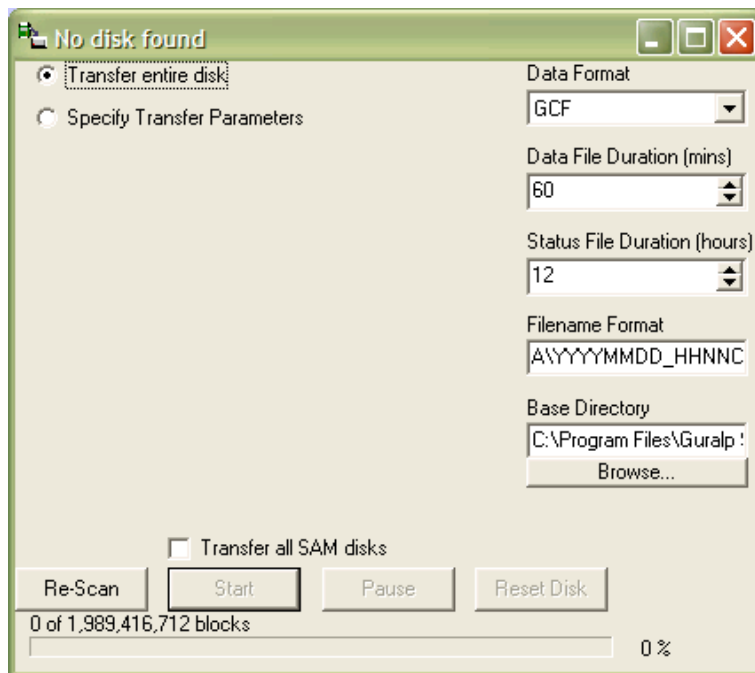 No disk found
Transfer entire disk
Specify Transfer Parameters
Data Format
GCF
Data File Duration (mins)
60
Status File Duration (hours)
12
Filename Format
A\YYYYMMDD_HHNNC
Base Directory
C:\Program Files\Guralp
Browse...
Transfer all SAM disks
Re-Scan
Start
Pause
Reset Disk
0 of 1,989,416,712 blocks
0 %